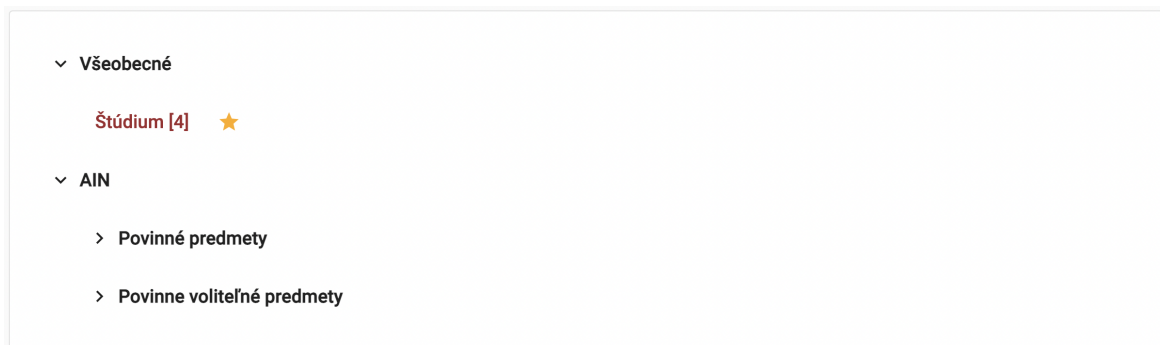 Všeobecné
Štúdium [4]
AIN
Povinné predmety
Povinne voliteľné predmety